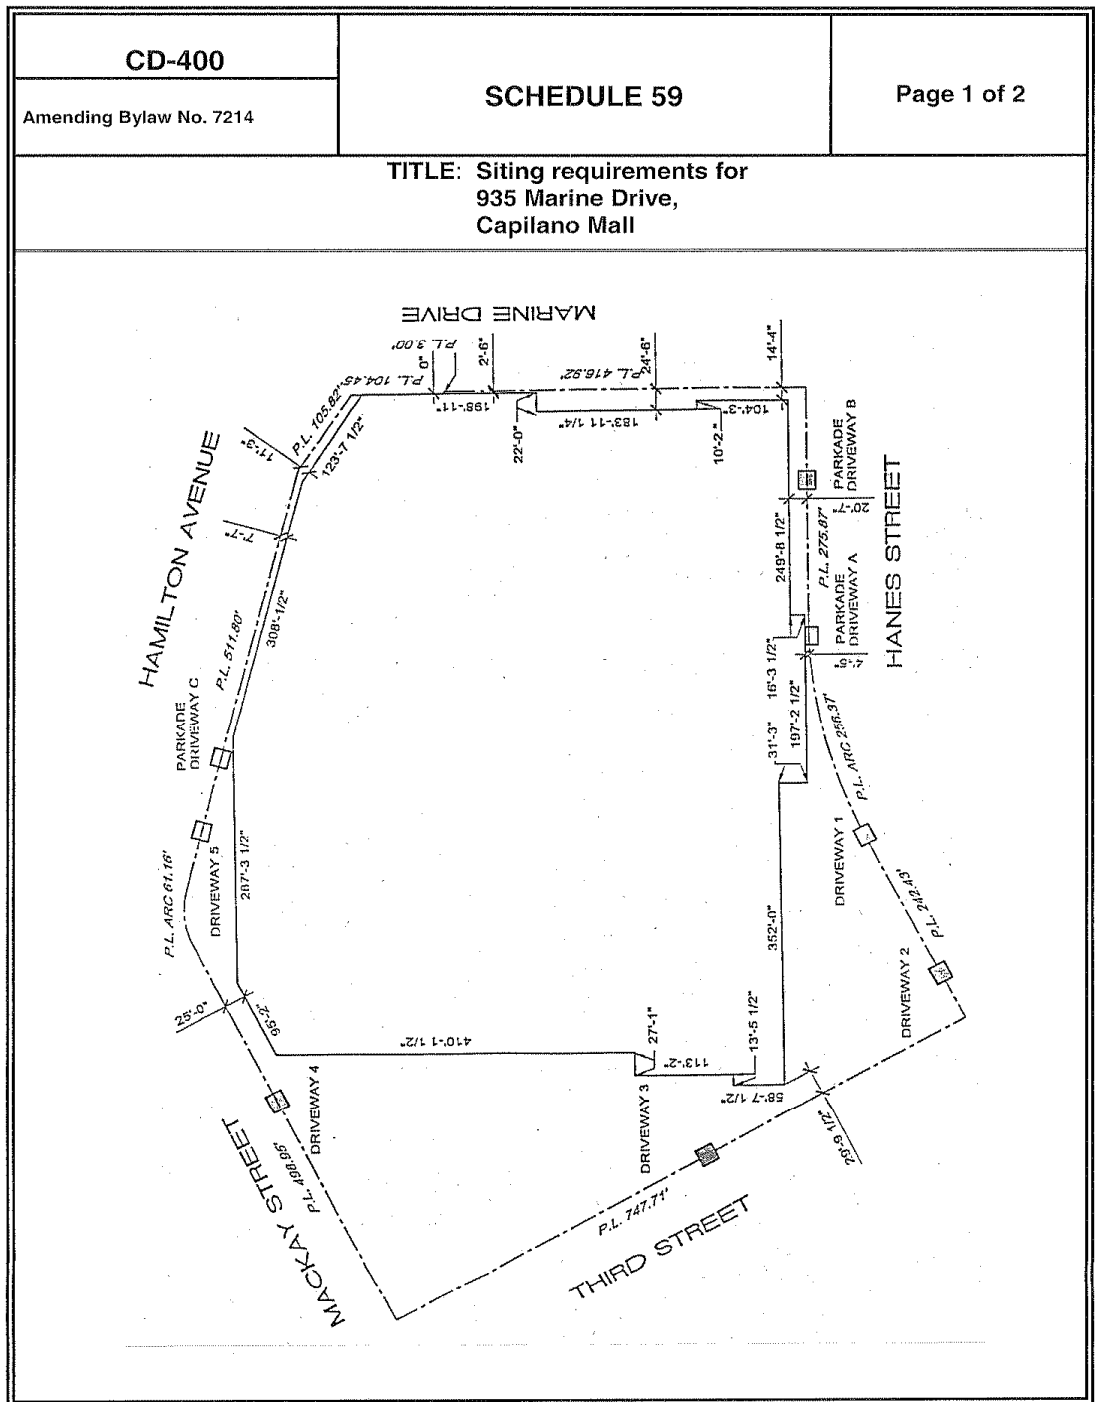 CD-400
Amending Bylaw No. 7214
SCHEDULE 59
Page 1 of 2
TITLE: Siting requirements for
935 Marine Drive,
Capilano Mall
MARINE DRIVE
P.L. 3.00'
0"
2'-6"
24'-6"
14'-4"
P.L. 104.45'
P.L. 416.92'
P.L. 105.82'
123'-7 1/2"
198'-11"
22'-0"
183'-11 1/4"
10'-2"
104'-3"
11'-3"
7'-7"
HAMILTON AVENUE
P.L. 511.80'
308'-1/2"
PARKADE
DRIVEWAY B
20'-7"
249'-8 1/2"
P.L. 275.87'
PARKADE
DRIVEWAY A
HANES STREET
4'-5"
16'-3 1/2"
197'-2 1/2"
31'-3"
P.L. ARC 256.37'
PARKADE
DRIVEWAY C
DRIVEWAY 5
287'-3 1/2"
P.L. ARC 61.16'
DRIVEWAY 1
P.L. 242.43'
352'-0"
DRIVEWAY 2
25'-0"
95'-2"
410'-1 1/2"
27'-1"
113'-2"
13'-5 1/2"
58'-7 1/2"
DRIVEWAY 4
DRIVEWAY 3
29'-9 1/2"
MACKAY STREET
P.L. 498.95'
P.L. 747.71'
THIRD STREET